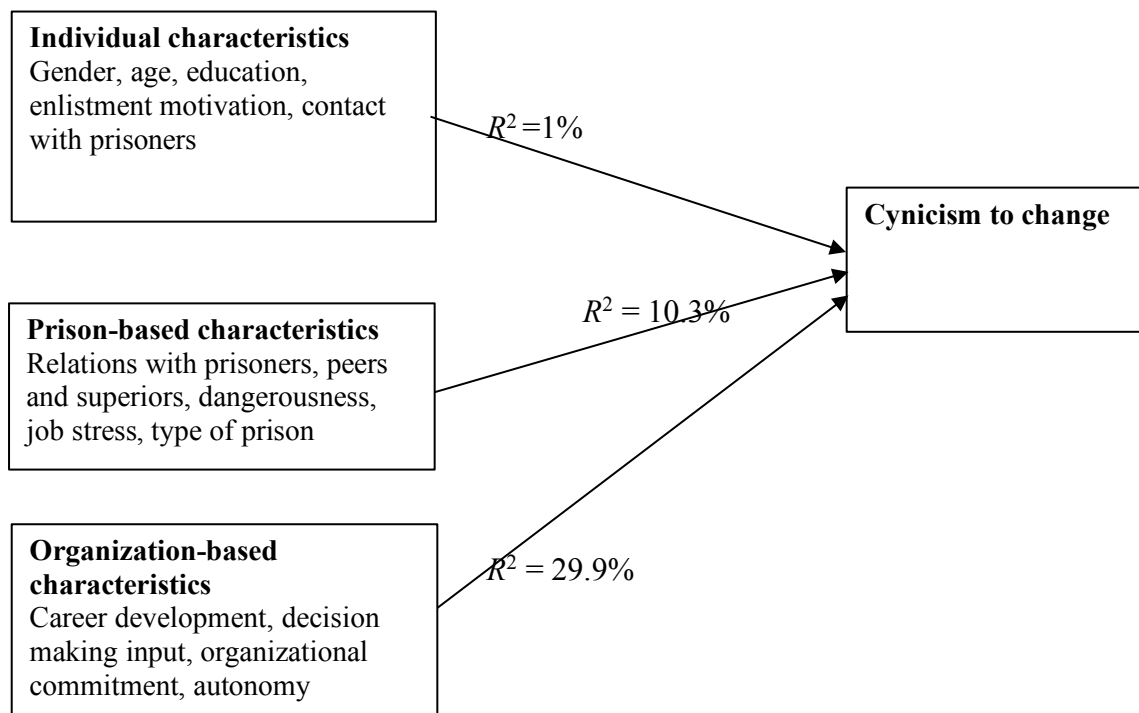 Individual characteristics
Gender, age, education,
enlistment motivation, contact
with prisoners
R² =1%
Cynicism to change
Prison-based characteristics
Relations with prisoners, peers
and superiors, dangerousness,
job stress, type of prison
R² = 10.3%
Organization-based
characteristics
Career development, decision
making input, organizational
commitment, autonomy
R² = 29.9%